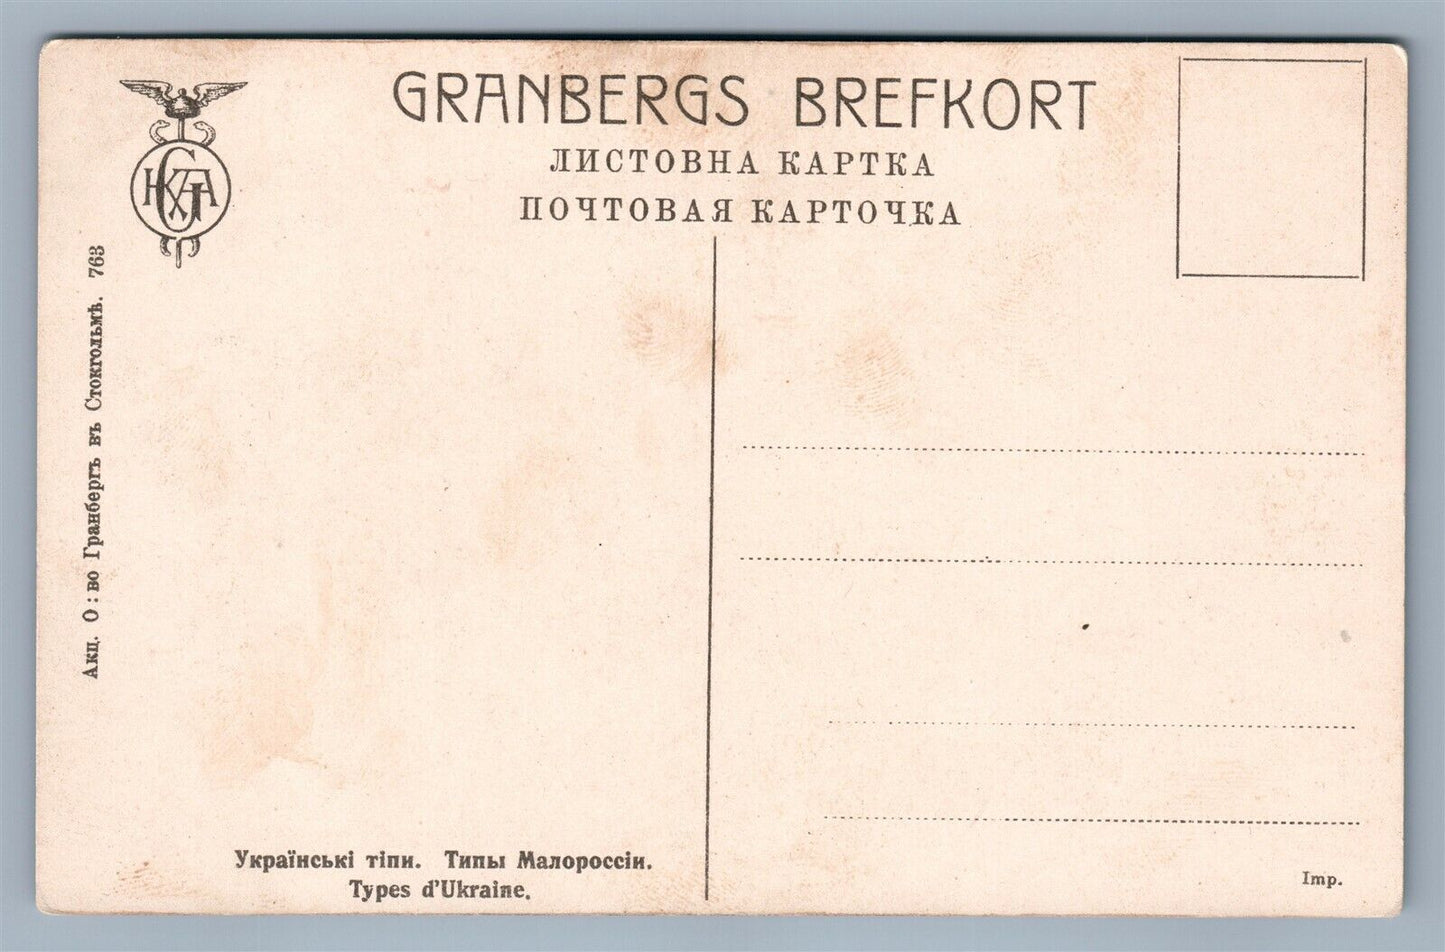 GRANBERGS BREFKORT
ЛИСТОВНА КАРТКА
ПОЧТОВАЯ КАРТОЧКА
Акц. О:во Гранбергъ въ Стокгольмѣ. 763
Українські тіпи. Типы Малороссіи.
Types d'Ukraine.
Imp.